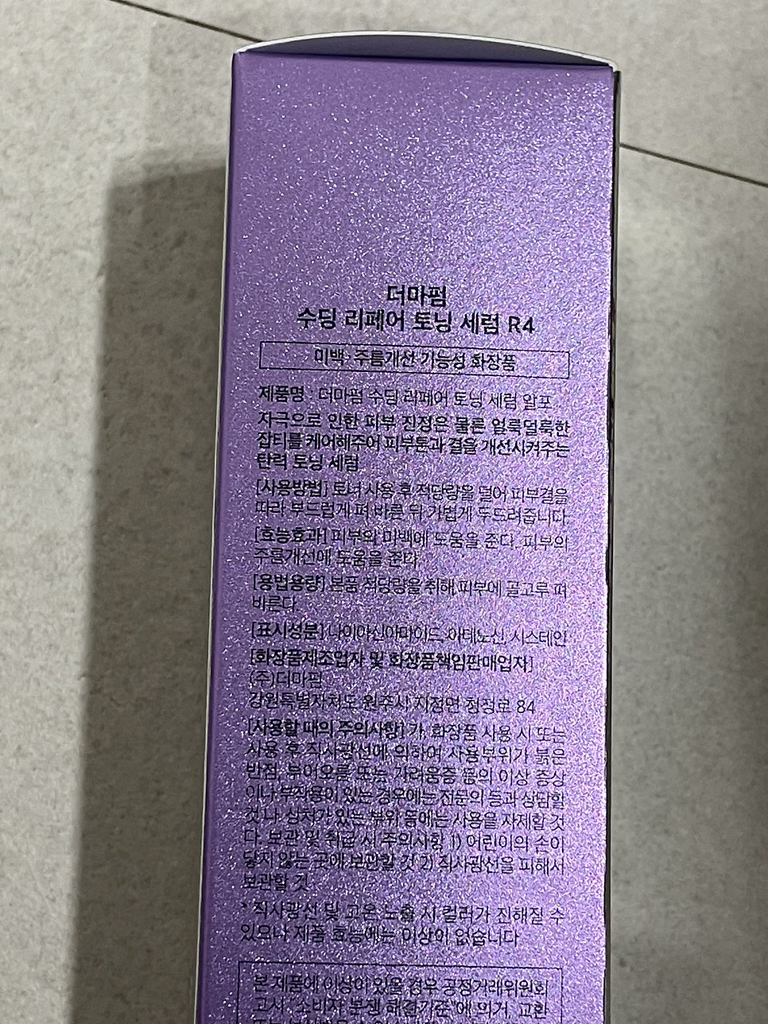 더마펌
수딩 리페어 토닝 세럼 R4
미백·주름개선 기능성 화장품
제품명 : 더마펌 수딩 리페어 토닝 세럼 알포
자극으로 인한 피부 진정은 물론 얼룩덜룩한
잡티를 케어해주어 피부톤과 결을 개선시켜주는
탄력 토닝 세럼
[사용방법] 토너 사용 후 적당량을 덜어 피부결을
따라 부드럽게 펴 바른 뒤 가볍게 두드려줍니다.
[효능효과] 피부의 미백에 도움을 준다. 피부의
주름개선에 도움을 준다.
[용법용량] 본품 적당량을 취해 피부에 골고루 펴
바른다.
[표시성분] 나이아신아마이드, 아데노신, 시스테인
[화장품제조업자 및 화장품책임판매업자]
(주)더마펌
강원특별자치도 원주시 지정면 정정로 84
[사용할 때의 주의사항] 가. 화장품 사용 시 또는
사용 후 직사광선에 의하여 사용부위가 붉은
반점, 부어오름 또는 가려움증 등의 이상 증상
이나 부작용이 있는 경우에는 전문의 등과 상담할
것 나. 상처가 있는 부위 등에는 사용을 자제할 것
다. 보관 및 취급 시 주의사항 1) 어린이의 손이
닿지 않는 곳에 보관할 것 2) 직사광선을 피해서
보관할 것
* 직사광선 및 고온 노출 시 컬러가 진해질 수
있으나 제품 효능에는 이상이 없습니다.
본 제품에 이상이 있을 경우 공정거래위원회
고시 "소비자 분쟁 해결기준"에 의거, 교환